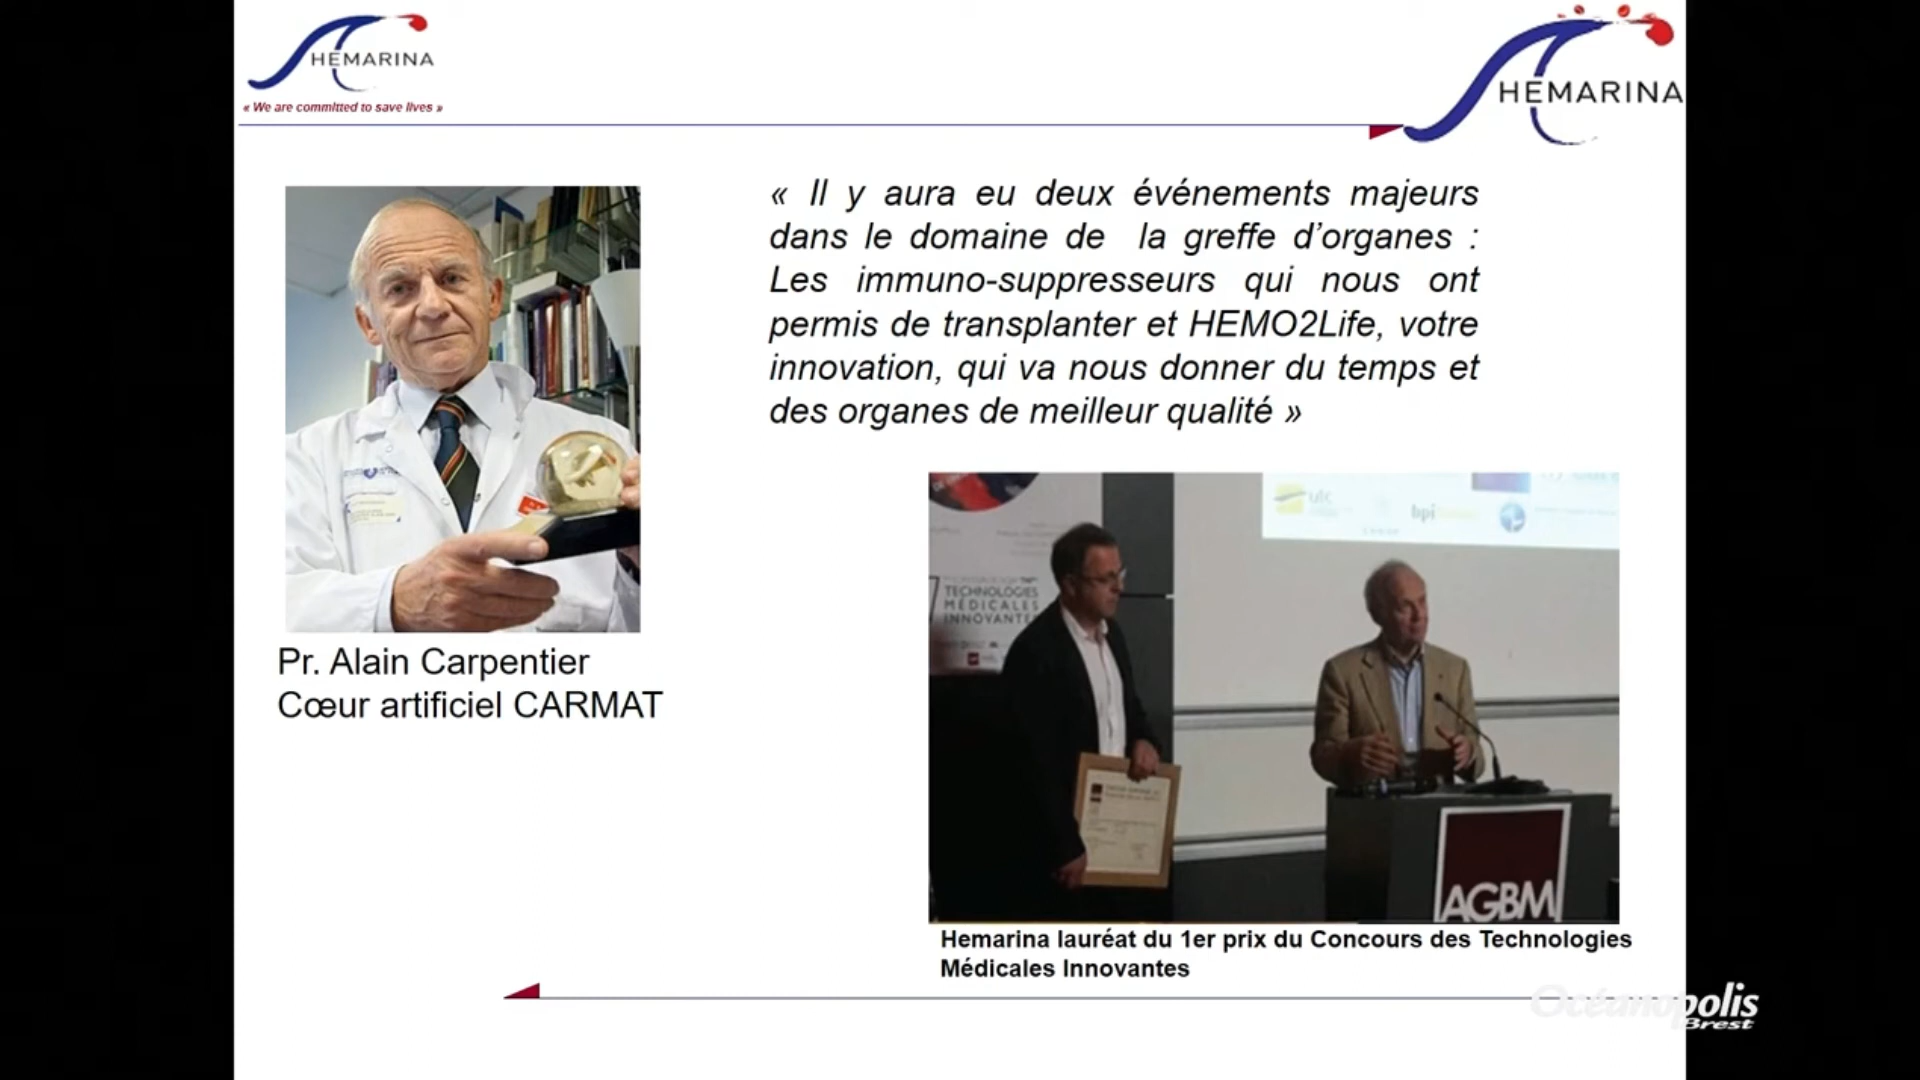 HEMARINA
« We are committed to save lives »
HEMARINA
« Il y aura eu deux événements majeurs
dans le domaine de la greffe d'organes :
Les immuno-suppresseurs qui nous ont
permis de transplanter et HEMO2Life, votre
innovation, qui va nous donner du temps et
des organes de meilleur qualité »
Pr. Alain Carpentier
Cœur artificiel CARMAT
utc
bpi
TECHNOLOGIES
MÉDICALES
INNOVANTE
AGBM
Hemarina lauréat du 1er prix du Concours des Technologies
Médicales Innovantes
Océanopolis
Brest